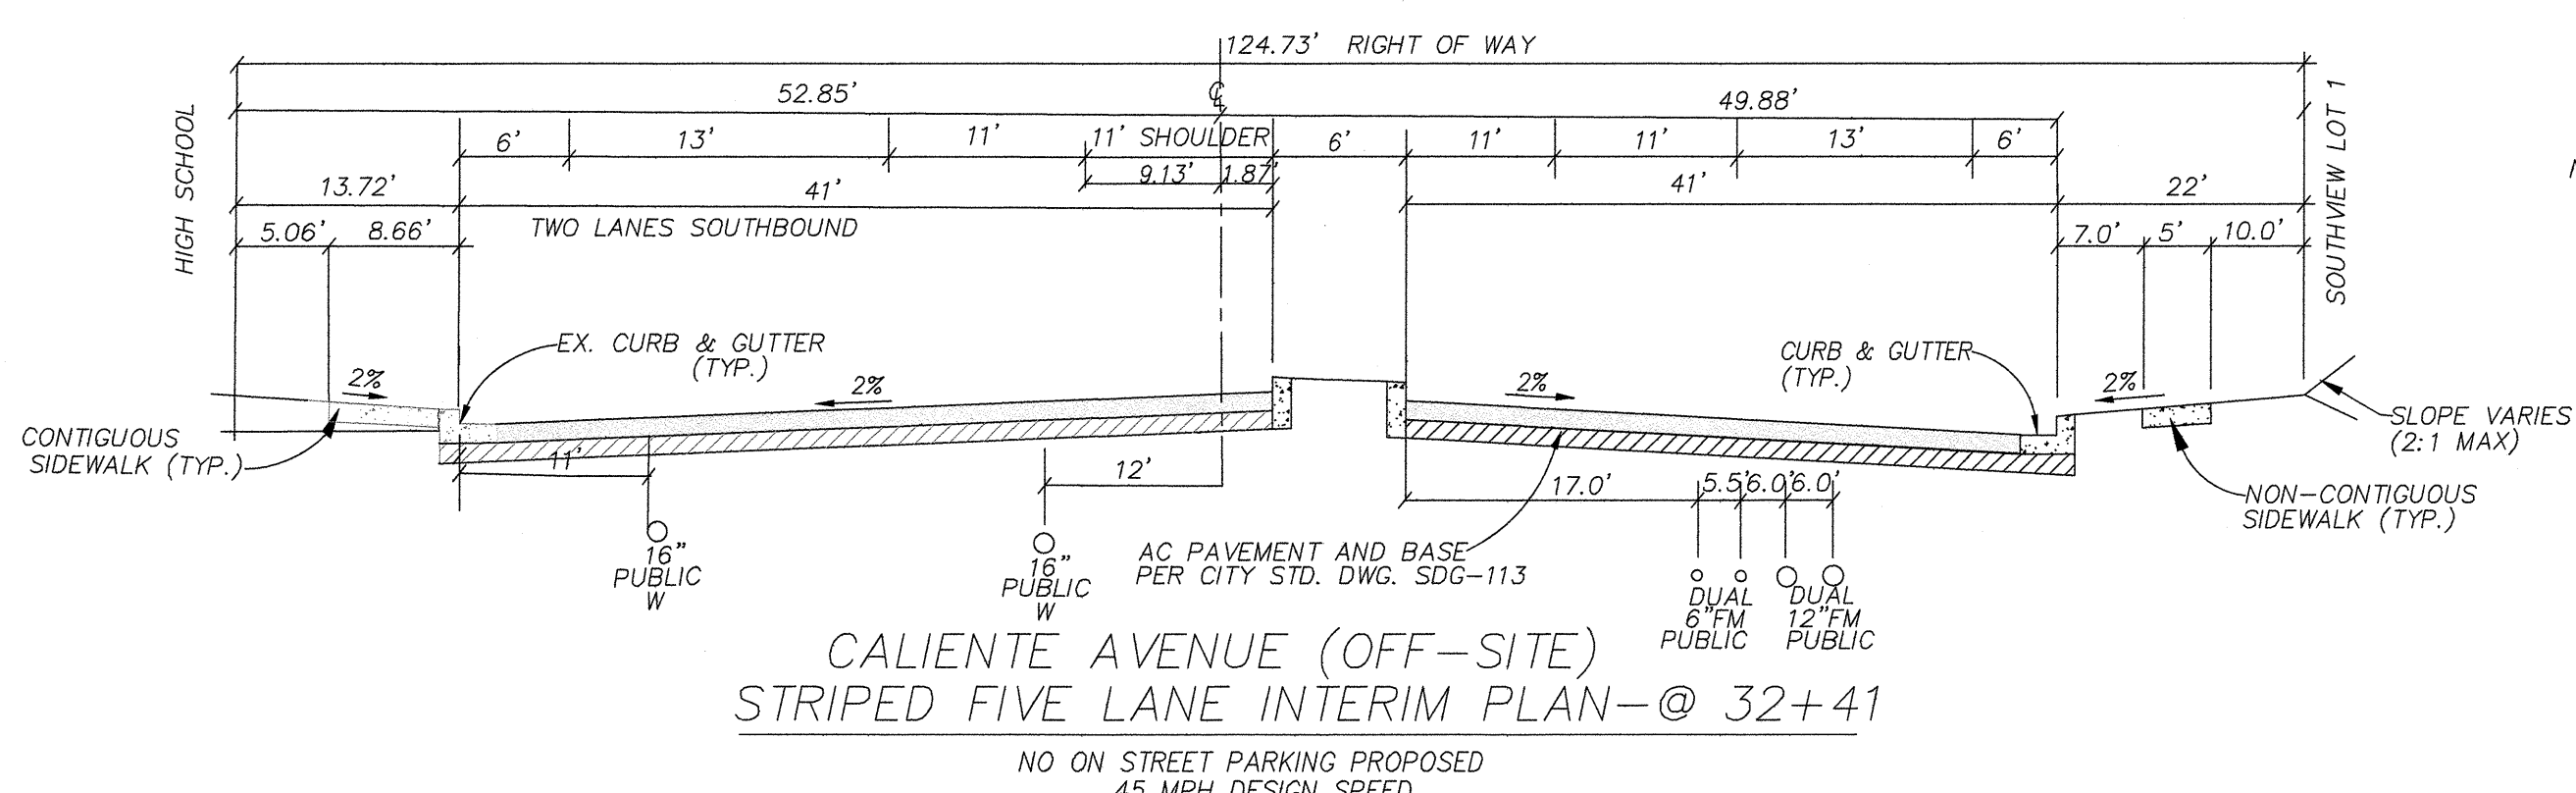 124.73' RIGHT OF WAY
52.85'
℄
49.88'
6'
13'
11'
11' SHOULDER
6'
11'
11'
13'
6'
9.13'
1.87'
13.72'
41'
41'
22'
5.06'
8.66'
TWO LANES SOUTHBOUND
7.0'
5'
10.0'
HIGH SCHOOL
SOUTHVIEW LOT 1
EX. CURB & GUTTER
(TYP.)
CURB & GUTTER
(TYP.)
2%
2%
2%
2%
CONTIGUOUS
SIDEWALK (TYP.)
SLOPE VARIES
(2:1 MAX)
11'
12'
17.0'
5.5'
6.0'
6.0'
NON-CONTIGUOUS
SIDEWALK (TYP.)
16"
PUBLIC
W
16"
PUBLIC
W
AC PAVEMENT AND BASE
PER CITY STD. DWG. SDG-113
DUAL
6"FM
PUBLIC
DUAL
12"FM
PUBLIC
CALIENTE AVENUE (OFF-SITE)
STRIPED FIVE LANE INTERIM PLAN-@ 32+41
NO ON STREET PARKING PROPOSED
45 MPH DESIGN SPEED